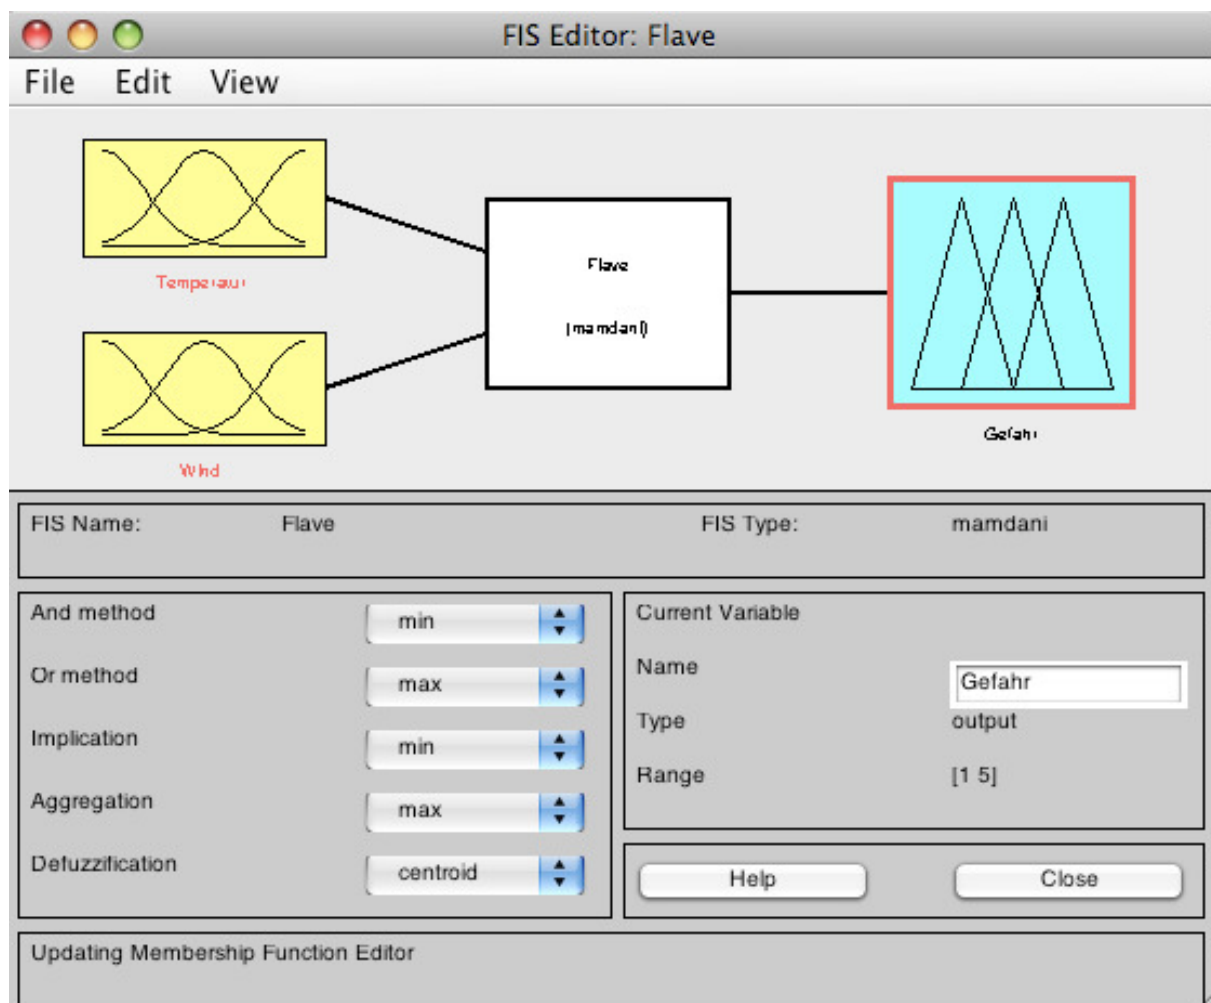 FIS Editor: Flave
File Edit View
Temperatur
Wind
Flave
(mamdani)
Gefahr
FIS Name: Flave FIS Type: mamdani
And method min
Or method max
Implication min
Aggregation max
Defuzzification centroid
Current Variable
Name Gefahr
Type output
Range [1 5]
Help Close
Updating Membership Function Editor